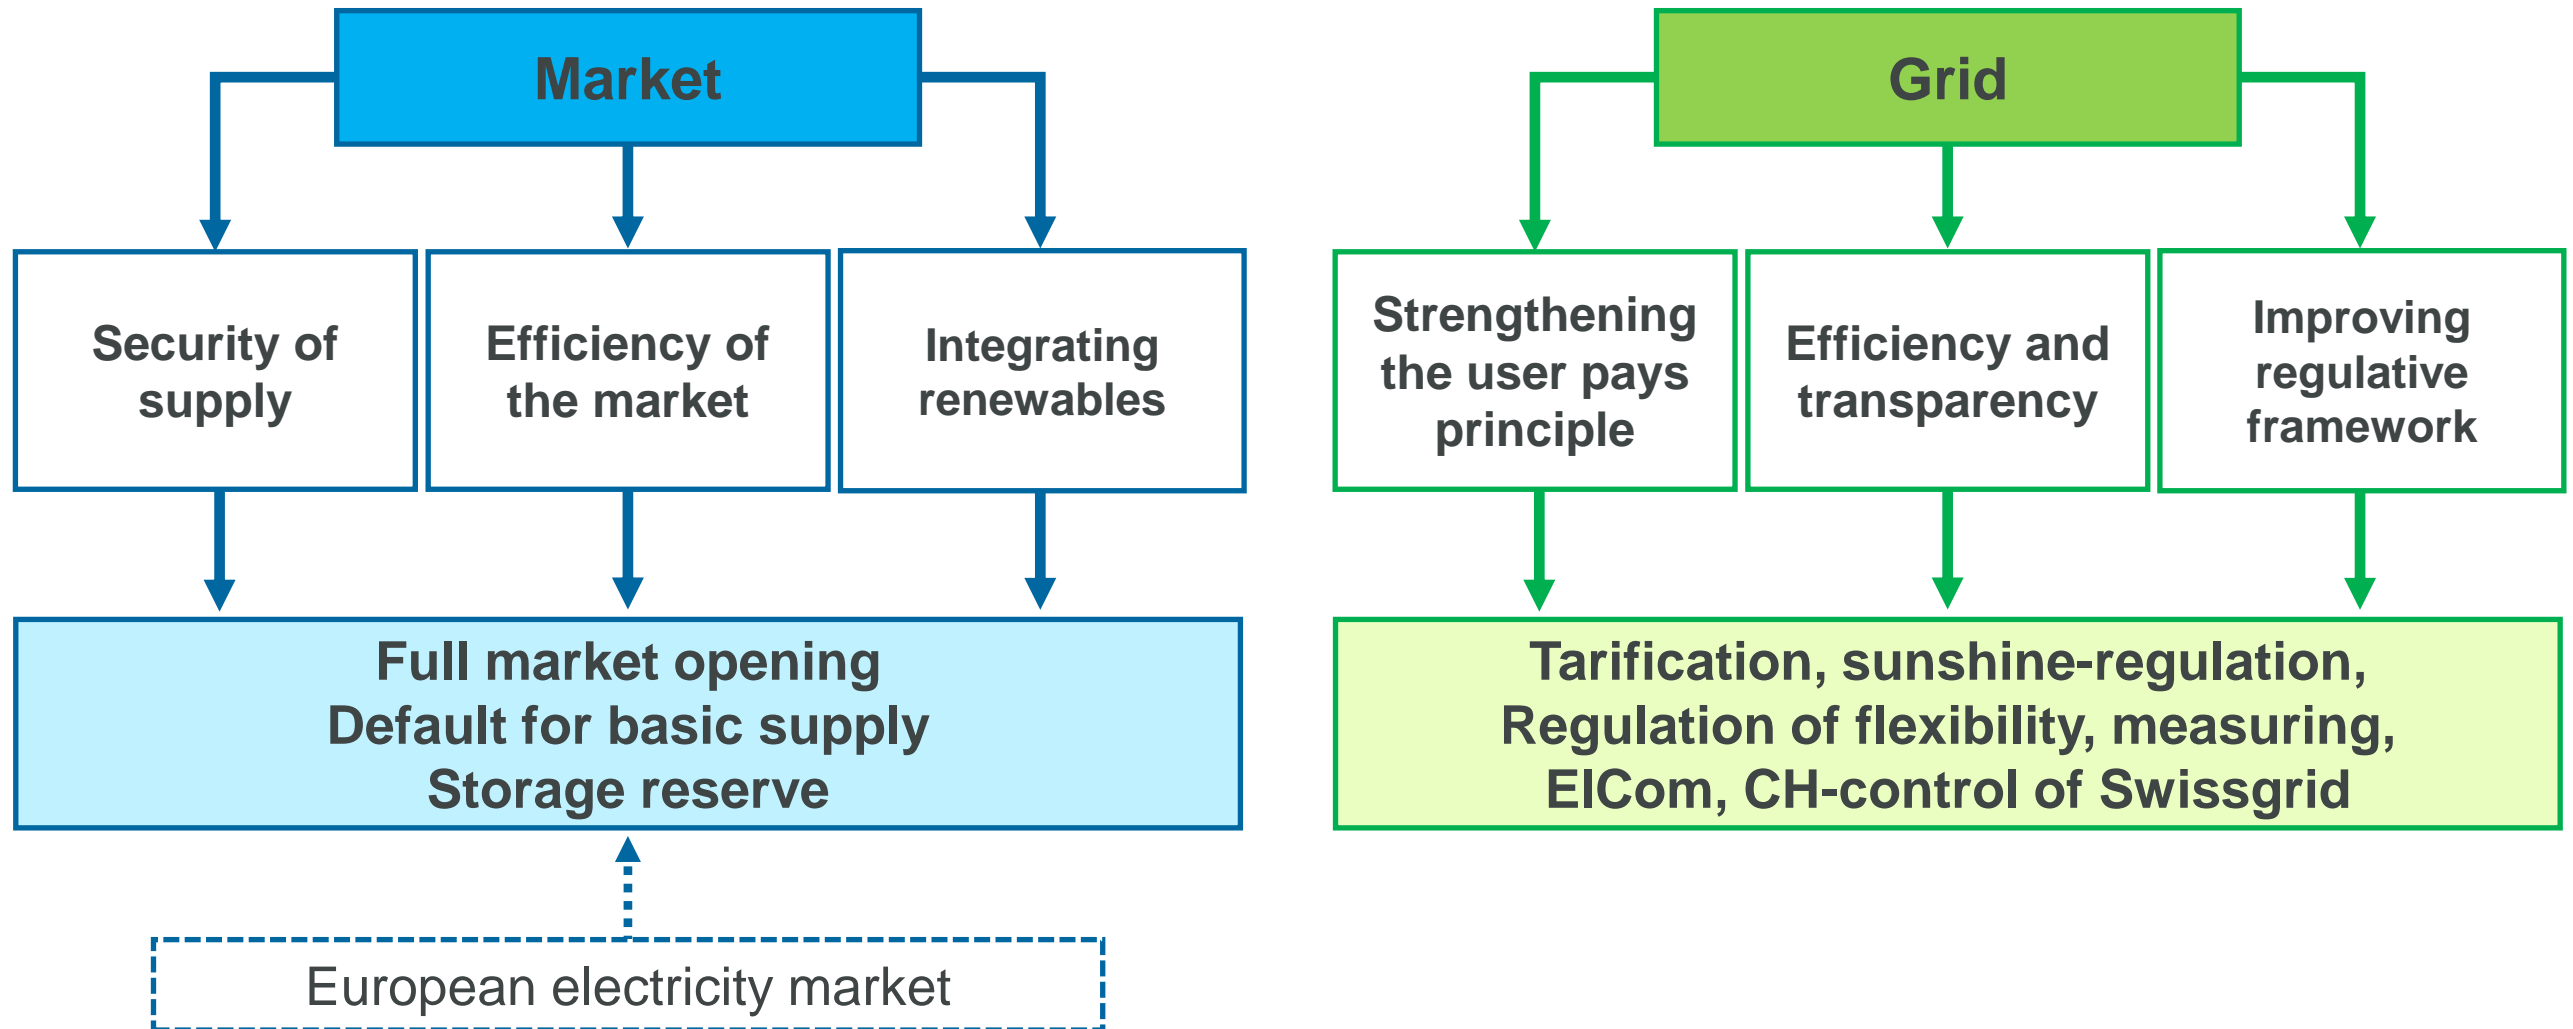 Market
Grid
Security of
supply
Efficiency of
the market
Integrating
renewables
Strengthening
the user pays
principle
Efficiency and
transparency
Improving
regulative
framework
Full market opening
Default for basic supply
Storage reserve
Tarification, sunshine-regulation,
Regulation of flexibility, measuring,
ElCom, CH-control of Swissgrid
European electricity market